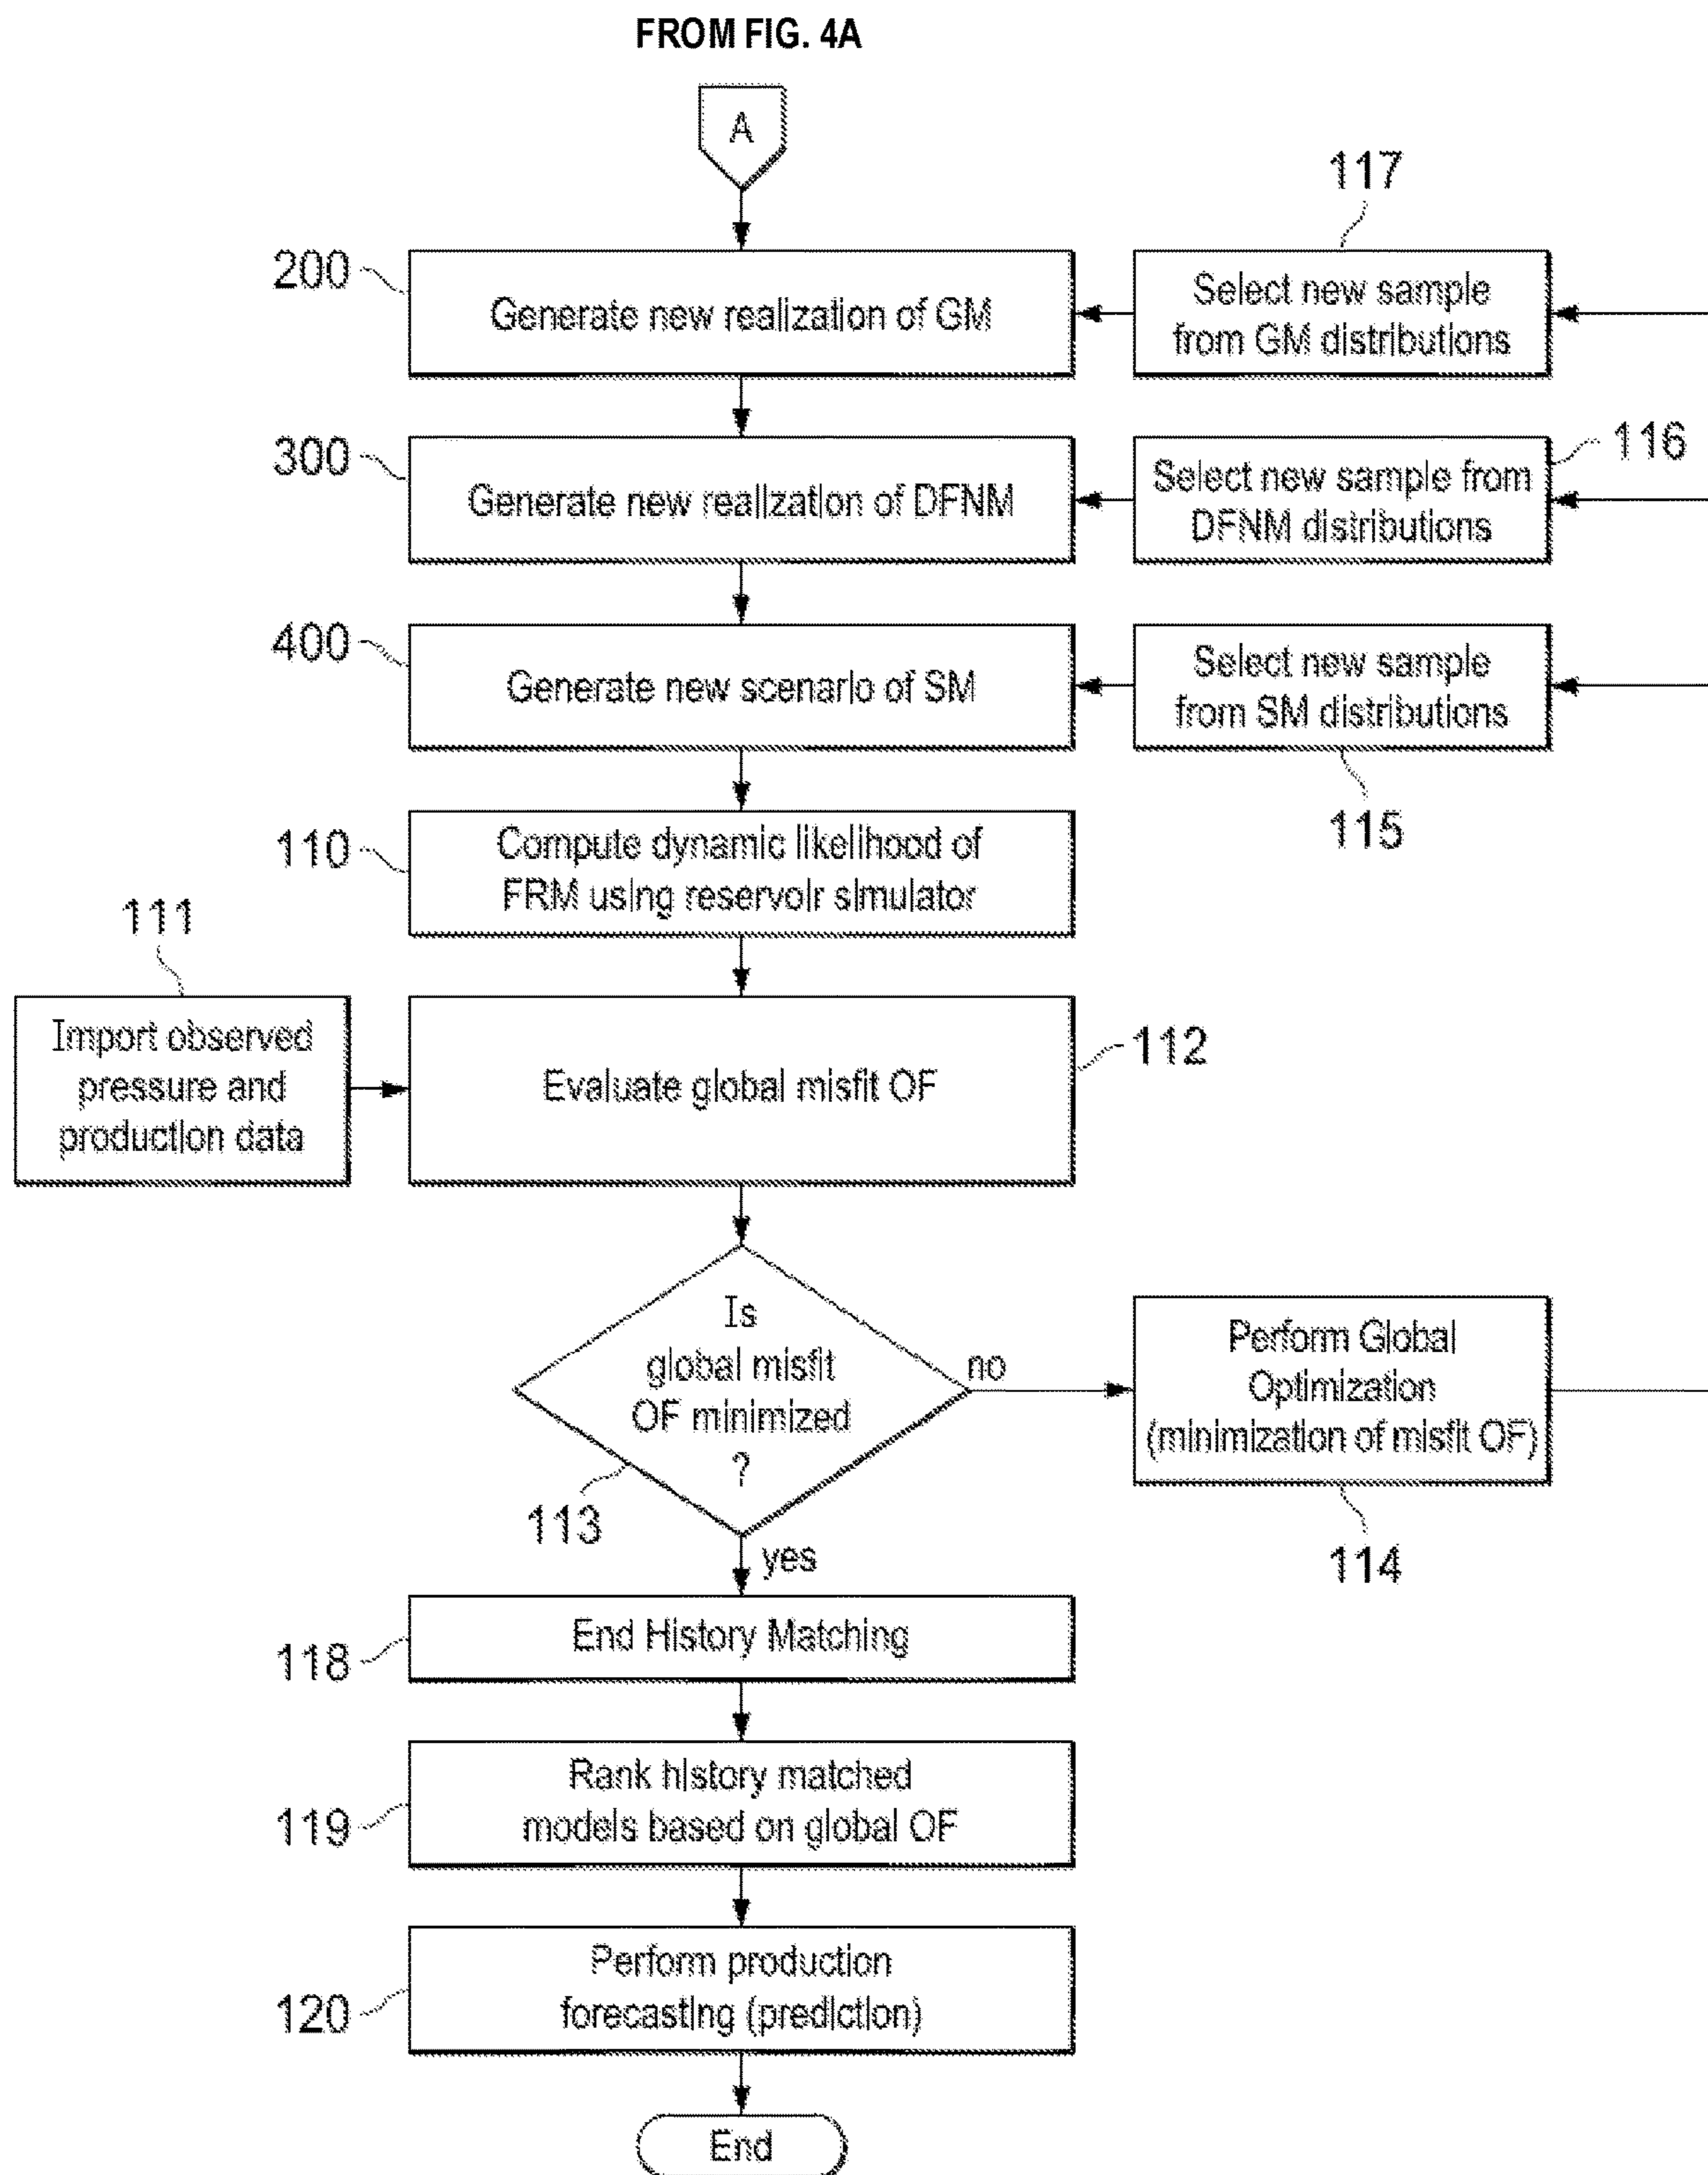 FROM FIG. 4A
A
117
200
Generate new realization of GM
Select new sample
from GM distributions
300
Generate new realization of DFNM
Select new sample from
DFNM distributions
116
400
Generate new scenario of SM
Select new sample
from SM distributions
115
110
Compute dynamic likelihood of
FRM using reservoir simulator
111
Import observed
pressure and
production data
Evaluate global misfit OF
112
Is
global misfit
OF minimized
?
113
no
Perform Global
Optimization
(minimization of misfit OF)
114
yes
118
End History Matching
119
Rank history matched
models based on global OF
120
Perform production
forecasting (prediction)
End